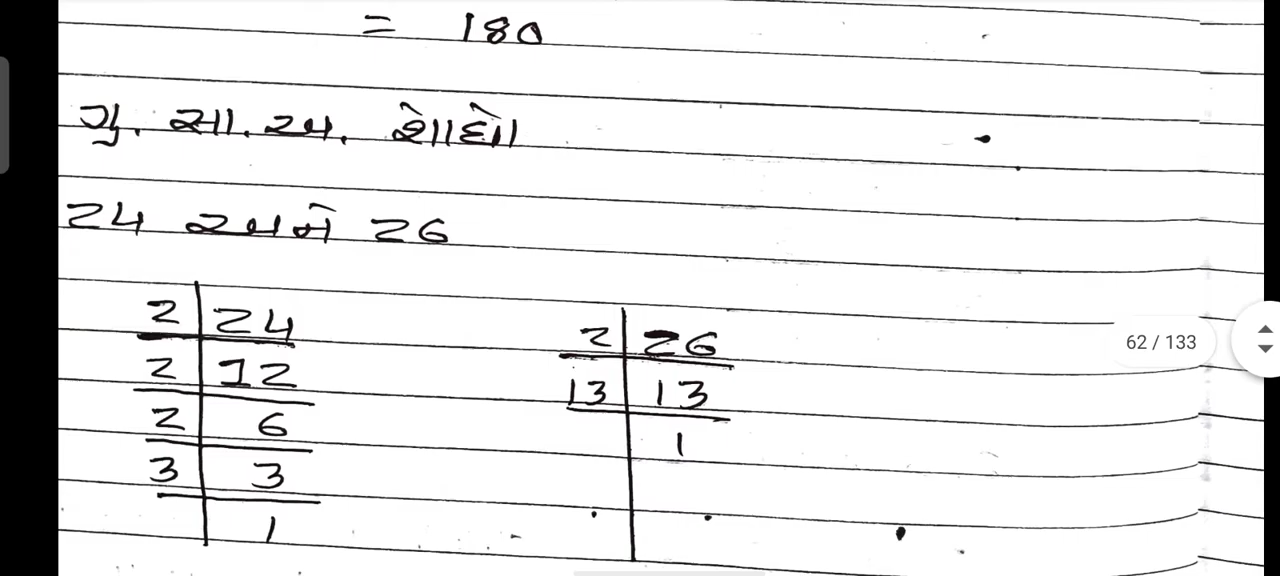 = 180
ગુ. સા. અ. શોધો
24 અને 26
2 | 24
2 | 12
2 | 6
3 | 3
1
2 | 26
13 | 13
1
62 / 133